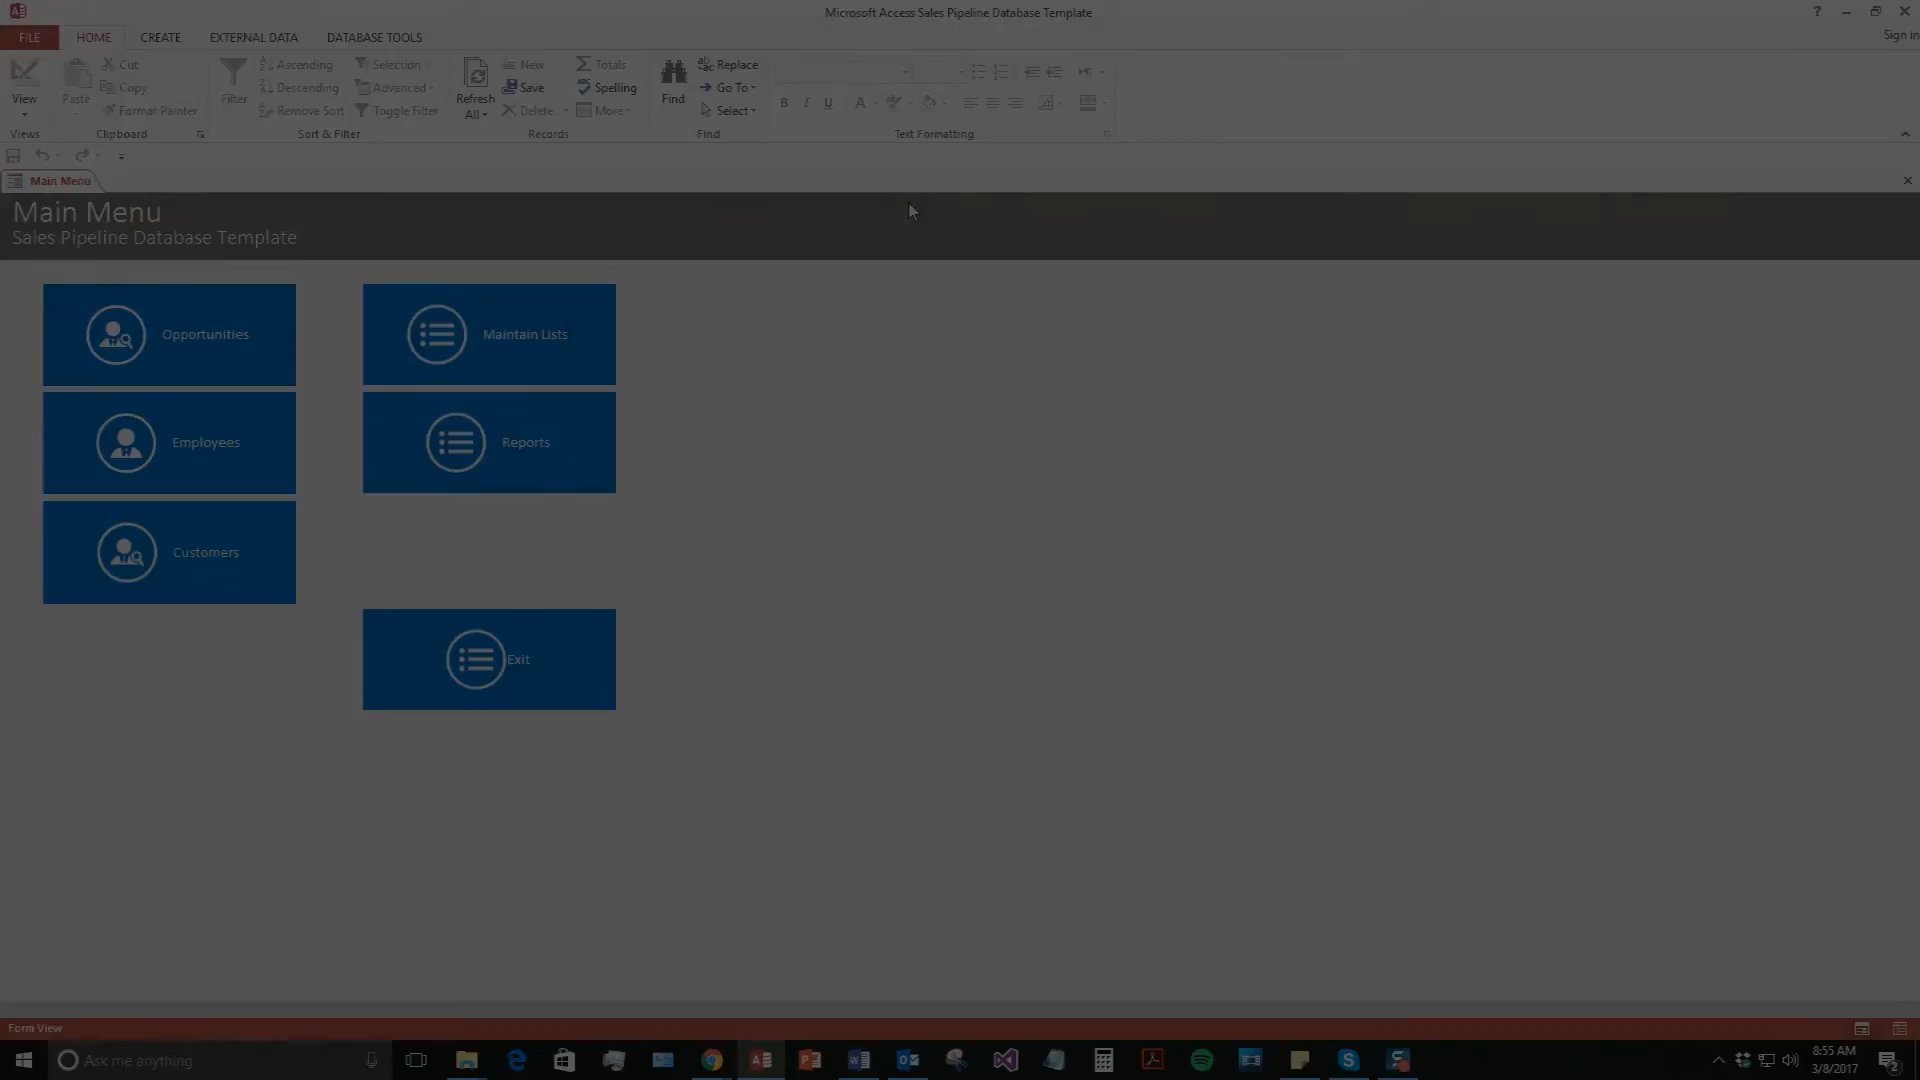 Microsoft Access Sales Pipeline Database Template
?
Sign in
FILE HOME CREATE EXTERNAL DATA DATABASE TOOLS
View
Views
Paste
Cut
Copy
Format Painter
Clipboard
Filter
Ascending
Descending
Remove Sort
Selection
Advanced
Toggle Filter
Sort & Filter
Refresh
All
New
Save
Delete
Totals
Spelling
More
Records
Find
Replace
Go To
Select
Find
B I U A
Text Formatting
Main Menu
Main Menu
Sales Pipeline Database Template
Opportunities
Maintain Lists
Employees
Reports
Customers
Exit
Form View
Ask me anything
8:55 AM
3/8/2017
2